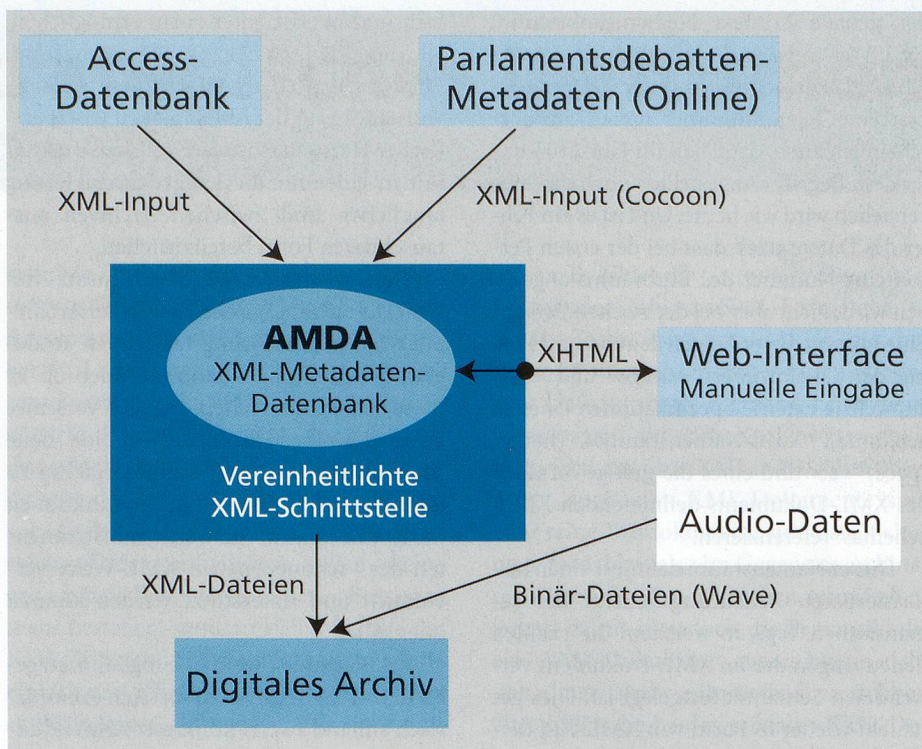 Access-
Datenbank
Parlamentsdebatten-
Metadaten (Online)
XML-Input
XML-Input (Cocoon)
AMDA
XML-Metadaten-
Datenbank
XHTML
Web-Interface
Manuelle Eingabe
Vereinheitlichte
XML-Schnittstelle
Audio-Daten
XML-Dateien
Binär-Dateien (Wave)
Digitales Archiv